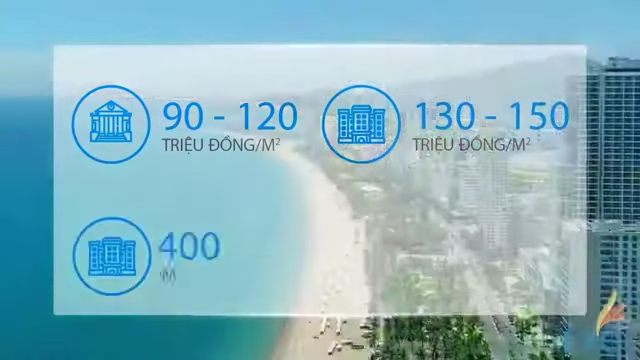 90 - 120
TRIỆU ĐỒNG/M²
130 - 150
TRIỆU ĐỒNG/M²
400